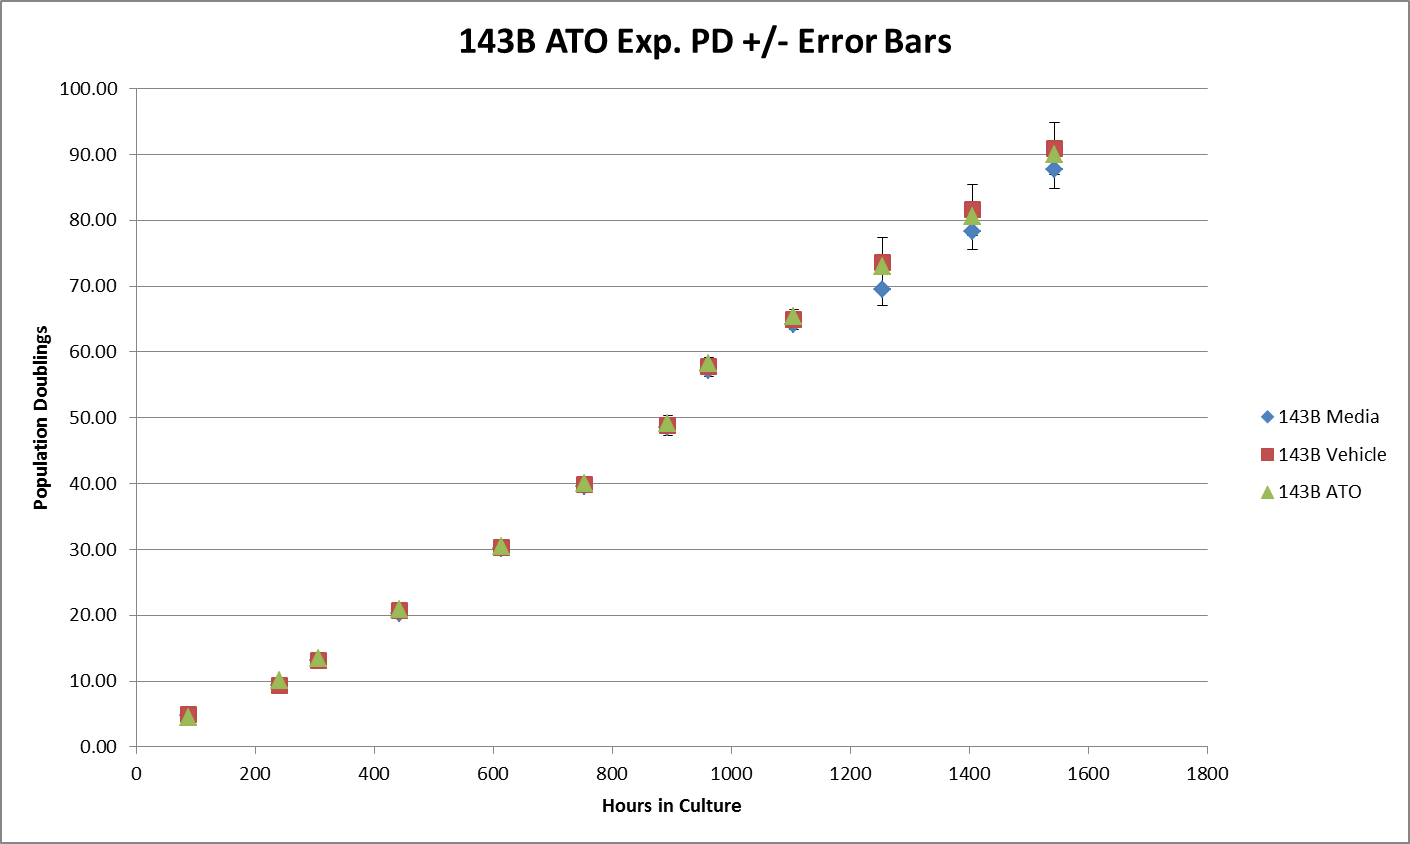 143B ATO Exp. PD +/- Error Bars
100.00
90.00
80.00
70.00
60.00
50.00
40.00
30.00
20.00
10.00
0.00
Population Doublings
0 200 400 600 800 1000 1200 1400 1600 1800
Hours in Culture
143B Media
143B Vehicle
143B ATO